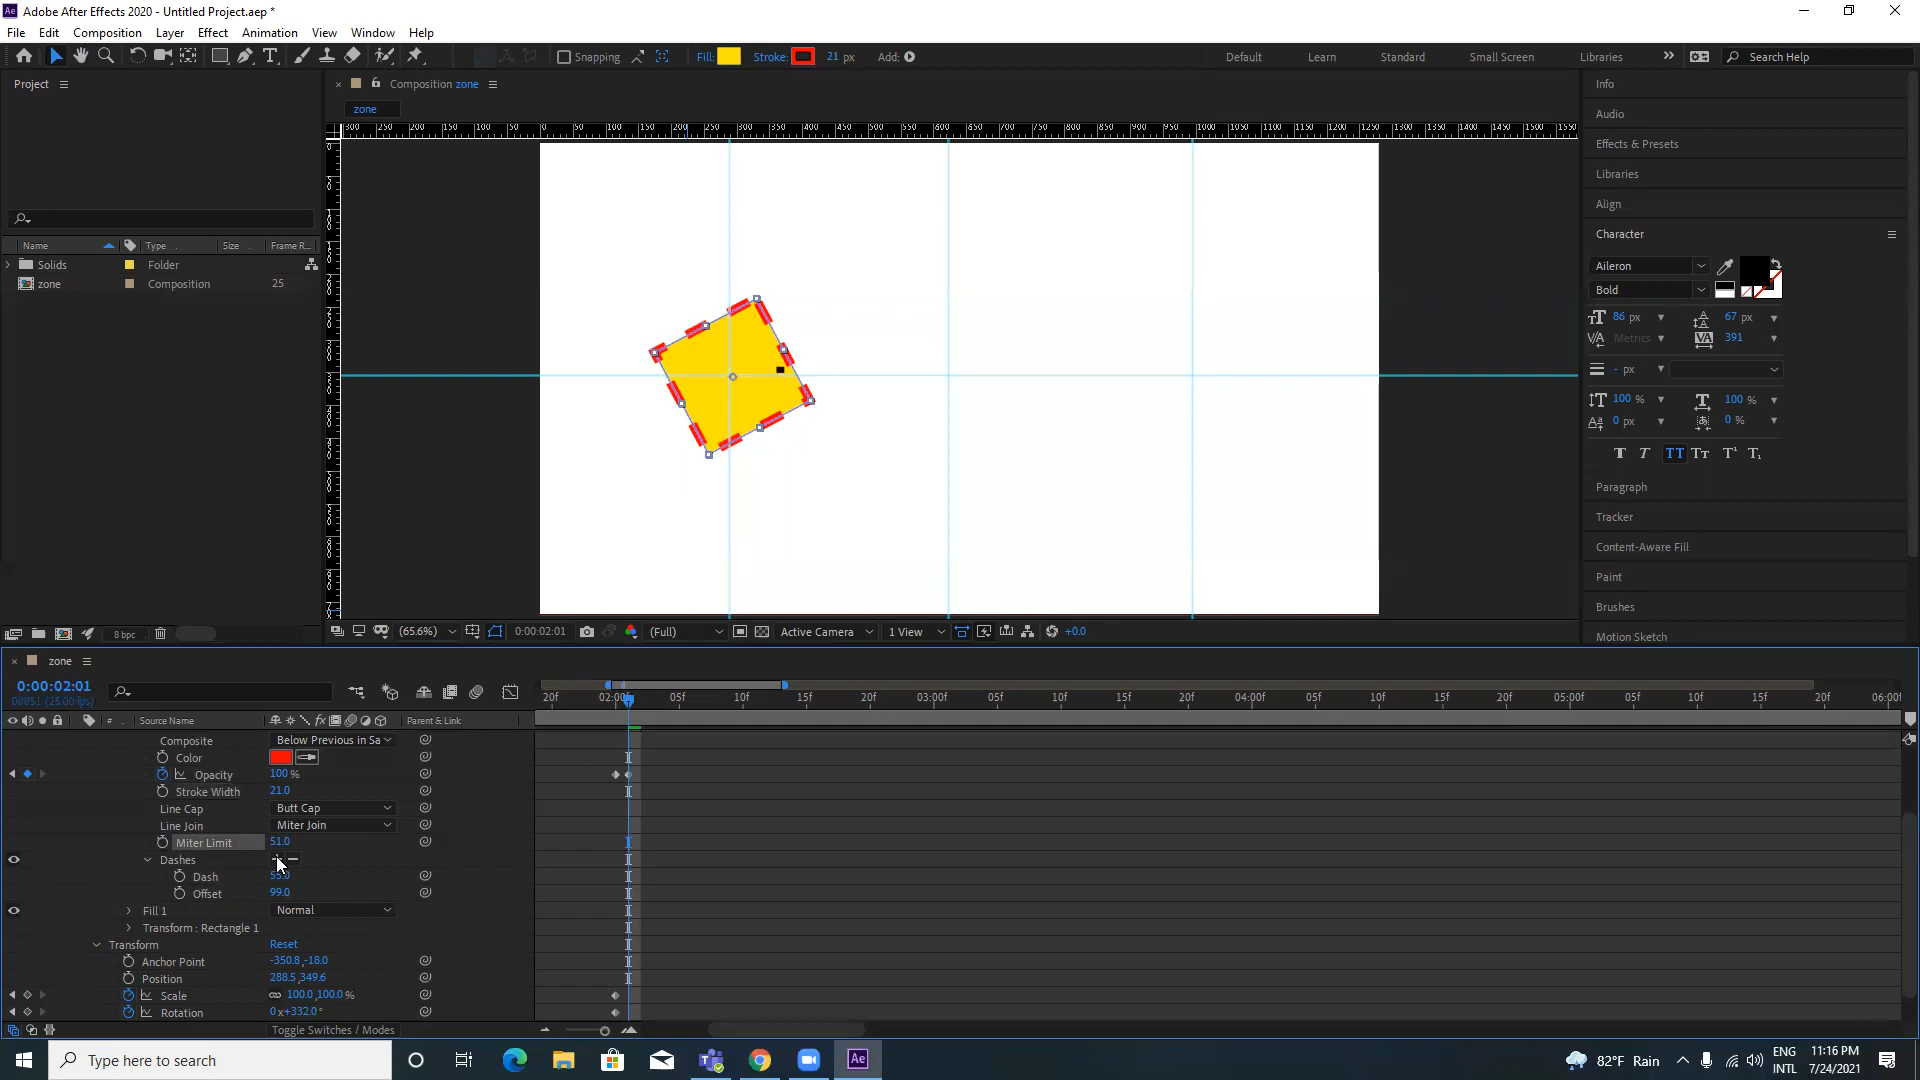 Adobe After Effects 2020 - Untitled Project.aep *
File Edit Composition Layer Effect Animation View Window Help
Snapping Fill: Stroke: 21 px Add: Default Learn Standard Small Screen Libraries Search Help
Project
Composition zone
zone
Name Type Size Frame R...
Solids Folder
zone Composition 25
8 bpc
(65.6%) 0:00:02:01 (Full) Active Camera 1 View +0.0
Info
Audio
Effects & Presets
Libraries
Align
Character
Aileron
Bold
86 px 67 px
Metrics 391
- px
100 % 100 %
0 px 0 %
Paragraph
Tracker
Content-Aware Fill
Paint
Brushes
Motion Sketch
zone
0:00:02:01
00051 (25.00 fps)
20f 02:00f 05f 10f 15f 20f 03:00f 05f 10f 15f 20f 04:00f 05f 10f 15f 20f 05:00f 05f 10f 15f 20f 06:00f
# Source Name Parent & Link
Composite Below Previous in Sa
Color
Opacity 100 %
Stroke Width 21.0
Line Cap Butt Cap
Line Join Miter Join
Miter Limit 51.0
Dashes
Dash
Offset 99.0
Fill 1 Normal
Transform : Rectangle 1
Transform Reset
Anchor Point -350.8,-18.0
Position 288.5,349.6
Scale 100.0,100.0 %
Rotation 0x+332.0°
Toggle Switches / Modes
Type here to search
82°F Rain ENG INTL 11:16 PM 7/24/2021